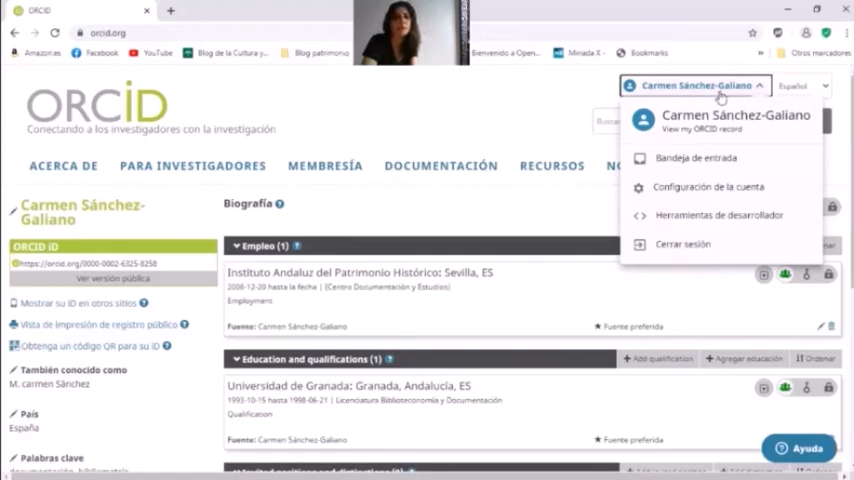 ORCID
orcid.org
Amazon.es
Facebook
YouTube
Blog de la Cultura y...
Blog patrimonio
Bienvenido a Open...
Minada X -
Bookmarks
Otros marcadores
ORCID
Conectando a los investigadores con la investigación
Carmen Sánchez-Galiano
Español
Carmen Sánchez-Galiano
View my ORCID record
Bandeja de entrada
Configuración de la cuenta
Herramientas de desarrollador
Cerrar sesión
ACERCA DE
PARA INVESTIGADORES
MEMBRESÍA
DOCUMENTACIÓN
RECURSOS
Carmen Sánchez-
Galiano
ORCID iD
https://orcid.org/0000-0002-6325-8258
Ver versión pública
Mostrar su iD en otros sitios
Vista de impresión de registro público
Obtenga un código QR para su iD
También conocido como
M. carmen Sánchez
País
España
Palabras clave
Biografía
Empleo (1)
Instituto Andaluz del Patrimonio Histórico: Sevilla, ES
2008-12-20 hasta la fecha | (Centro Documentación y Estudios)
Employment
Fuente: Carmen Sánchez-Galiano
Fuente preferida
Education and qualifications (1)
Add qualification
Agregar educación
Ordenar
Universidad de Granada: Granada, Andalucía, ES
1993-10-15 hasta 1998-06-21 | Licenciatura Biblioteconomía y Documentación
Qualification
Fuente: Carmen Sánchez-Galiano
Fuente preferida
Ayuda